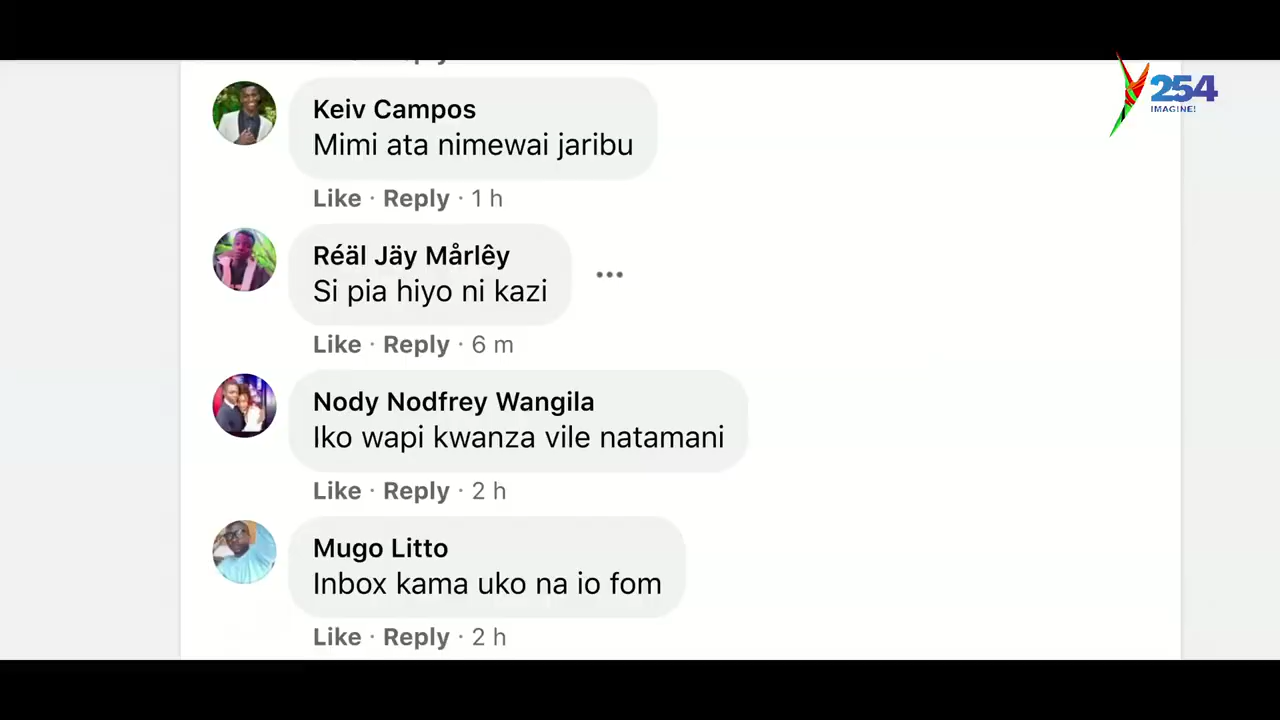 Y254
IMAGINE!
Keiv Campos
Mimi ata nimewai jaribu
Like · Reply · 1 h
Réäl Jäy Mårlêy
Si pia hiyo ni kazi
Like · Reply · 6 m
Nody Nodfrey Wangila
Iko wapi kwanza vile natamani
Like · Reply · 2 h
Mugo Litto
Inbox kama uko na io fom
Like · Reply · 2 h